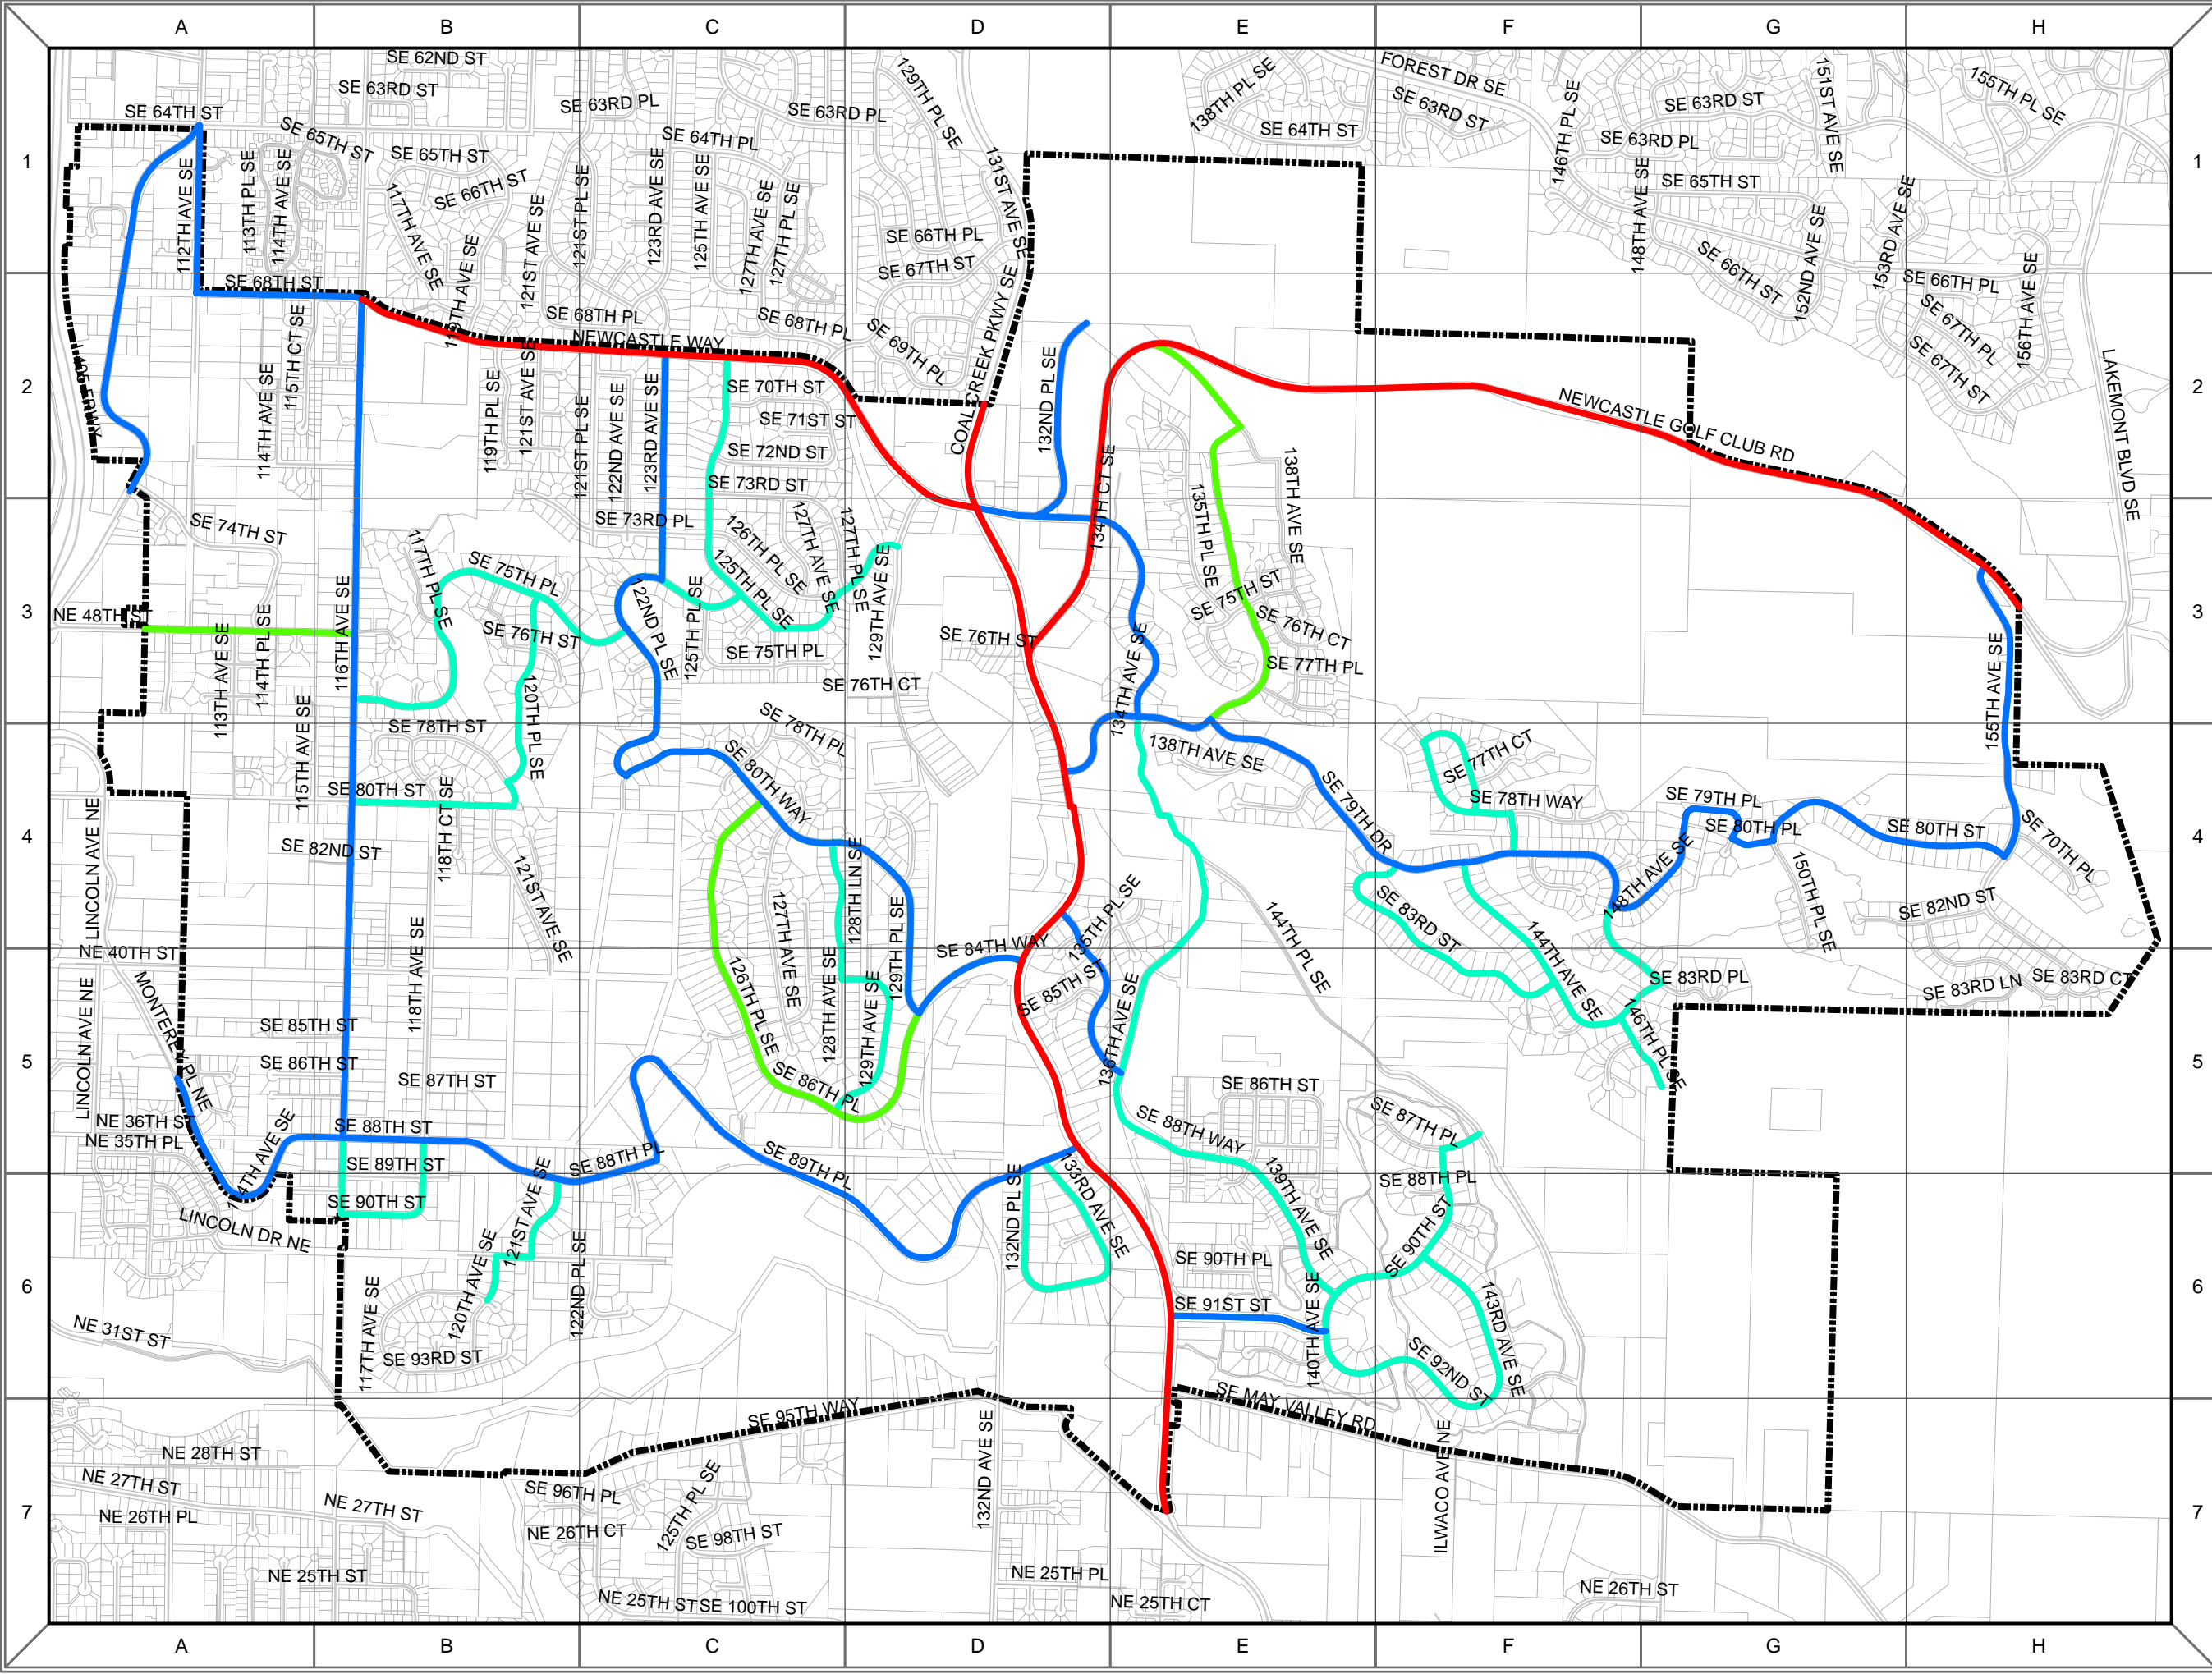 A B C D E F G H
1
SE 62ND ST
SE 63RD ST
SE 64TH ST
SE 65TH ST
SE 65TH ST
SE 66TH ST
112TH AVE SE
113TH PL SE
114TH AVE SE
117TH AVE SE
119TH AVE SE
121ST AVE SE
121ST PL SE
SE 63RD PL
SE 64TH PL
SE 63RD PL
123RD AVE SE
125TH AVE SE
127TH AVE SE
127TH PL SE
129TH PL SE
131ST AVE SE
SE 66TH PL
SE 67TH ST
138TH PL SE
SE 64TH ST
FOREST DR SE
SE 63RD ST
146TH PL SE
SE 63RD ST
SE 63RD PL
151ST AVE SE
155TH PL SE
SE 65TH ST
148TH AVE SE
SE 66TH ST
152ND AVE SE
153RD AVE SE
1
2
SE 68TH ST
I 405 FRWY
114TH AVE SE
115TH CT SE
SE 68TH PL
NEWCASTLE WAY
SE 68TH PL
SE 69TH PL
119TH PL SE
121ST AVE SE
121ST PL SE
122ND AVE SE
123RD AVE SE
SE 70TH ST
SE 71ST ST
SE 72ND ST
SE 73RD ST
COAL CREEK PKWY SE
132ND PL SE
134TH CT SE
138TH AVE SE
NEWCASTLE GOLF CLUB RD
SE 66TH PL
SE 67TH PL
SE 67TH ST
156TH AVE SE
LAKEMONT BLVD SE
2
3
SE 74TH ST
NE 48TH ST
113TH AVE SE
114TH PL SE
115TH AVE SE
116TH AVE SE
117TH PL SE
SE 75TH PL
SE 76TH ST
120TH PL SE
SE 73RD PL
122ND PL SE
125TH PL SE
125TH PL SE
126TH PL SE
127TH AVE SE
127TH PL SE
129TH AVE SE
SE 75TH PL
SE 76TH CT
SE 76TH ST
134TH AVE SE
135TH PL SE
SE 75TH ST
SE 76TH CT
SE 77TH PL
155TH AVE SE
3
4
SE 78TH ST
SE 80TH ST
SE 82ND ST
118TH CT SE
121ST AVE SE
LINCOLN AVE NE
SE 78TH PL
SE 80TH WAY
127TH AVE SE
128TH LN SE
129TH PL SE
135TH PL SE
138TH AVE SE
SE 79TH DR
SE 77TH CT
SE 78TH WAY
144TH PL SE
SE 83RD ST
144TH AVE SE
148TH AVE SE
SE 79TH PL
SE 80TH PL
150TH PL SE
SE 80TH ST
SE 70TH PL
SE 82ND ST
4
5
NE 40TH ST
LINCOLN AVE NE
MONTEREY PL NE
SE 85TH ST
SE 86TH ST
SE 87TH ST
118TH AVE SE
NE 36TH ST
NE 35TH PL
114TH AVE SE
SE 88TH ST
SE 89TH ST
SE 88TH PL
126TH PL SE
128TH AVE SE
129TH AVE SE
SE 86TH PL
SE 84TH WAY
SE 85TH ST
136TH AVE SE
SE 86TH ST
SE 88TH WAY
SE 87TH PL
SE 83RD PL
146TH PL SE
SE 83RD LN
SE 83RD CT
5
6
LINCOLN DR NE
SE 90TH ST
NE 31ST ST
117TH AVE SE
120TH AVE SE
121ST AVE SE
122ND PL SE
SE 93RD ST
SE 89TH PL
132ND PL SE
133RD AVE SE
139TH AVE SE
SE 88TH PL
SE 90TH ST
SE 90TH PL
SE 91ST ST
140TH AVE SE
143RD AVE SE
SE 92ND ST
6
7
SE 95TH WAY
SE MAY VALLEY RD
NE 28TH ST
NE 27TH ST
NE 27TH ST
NE 26TH PL
NE 25TH ST
SE 96TH PL
NE 26TH CT
125TH PL SE
SE 98TH ST
NE 25TH ST
SE 100TH ST
132ND AVE SE
NE 25TH PL
NE 25TH CT
ILWACO AVE NE
NE 26TH ST
7
A B C D E F G H